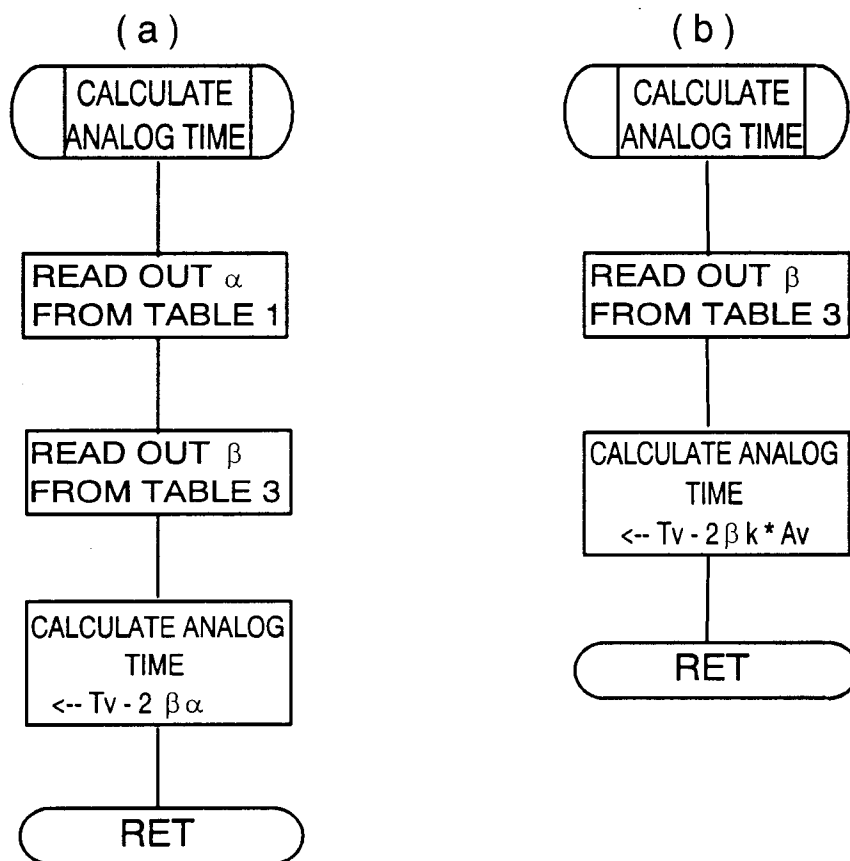 (a)
CALCULATE
ANALOG TIME
READ OUT α
FROM TABLE 1
READ OUT β
FROM TABLE 3
CALCULATE ANALOG
TIME
<-- Tv - 2 β α
RET
(b)
CALCULATE
ANALOG TIME
READ OUT β
FROM TABLE 3
CALCULATE ANALOG
TIME
<-- Tv - 2 β k * Av
RET